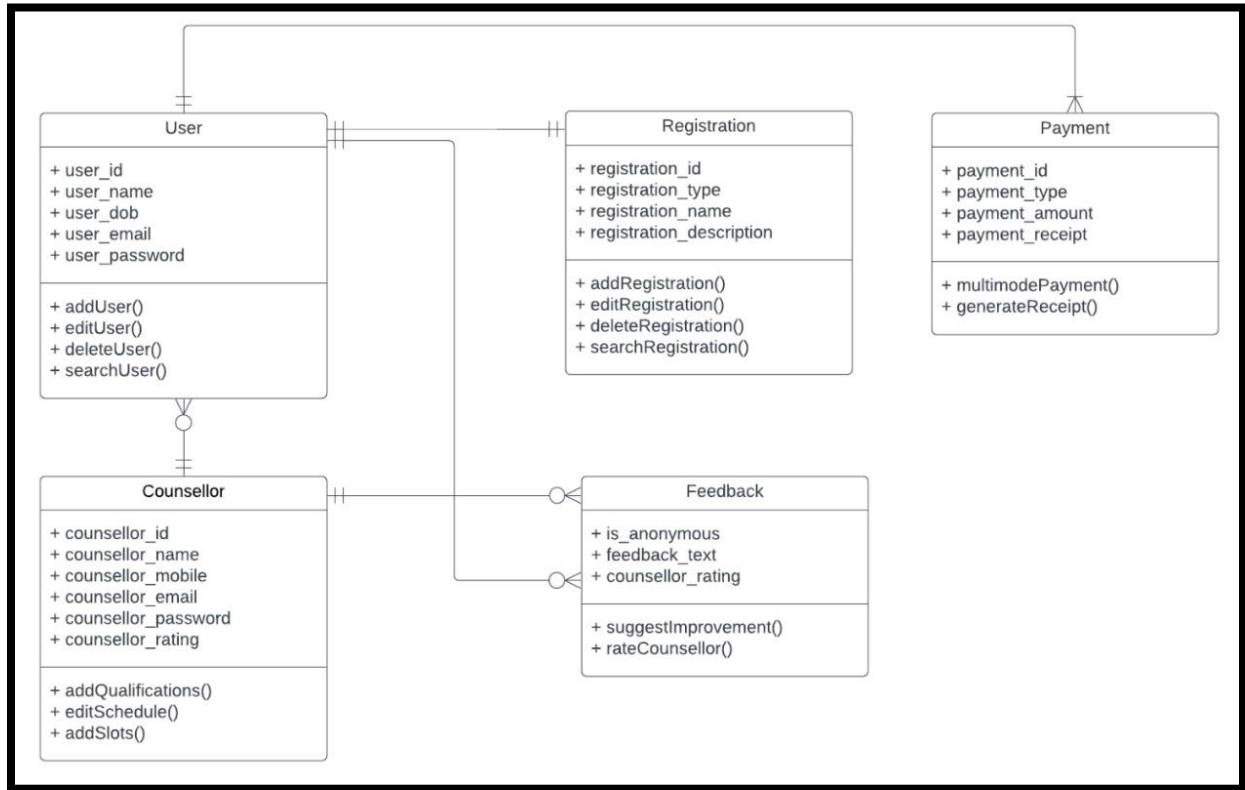 User
+ user_id
+ user_name
+ user_dob
+ user_email
+ user_password
+ addUser()
+ editUser()
+ deleteUser()
+ searchUser()
Registration
+ registration_id
+ registration_type
+ registration_name
+ registration_description
+ addRegistration()
+ editRegistration()
+ deleteRegistration()
+ searchRegistration()
Payment
+ payment_id
+ payment_type
+ payment_amount
+ payment_receipt
+ multimodePayment()
+ generateReceipt()
Counsellor
+ counsellor_id
+ counsellor_name
+ counsellor_mobile
+ counsellor_email
+ counsellor_password
+ counsellor_rating
+ addQualifications()
+ editSchedule()
+ addSlots()
Feedback
+ is_anonymous
+ feedback_text
+ counsellor_rating
+ suggestImprovement()
+ rateCounsellor()